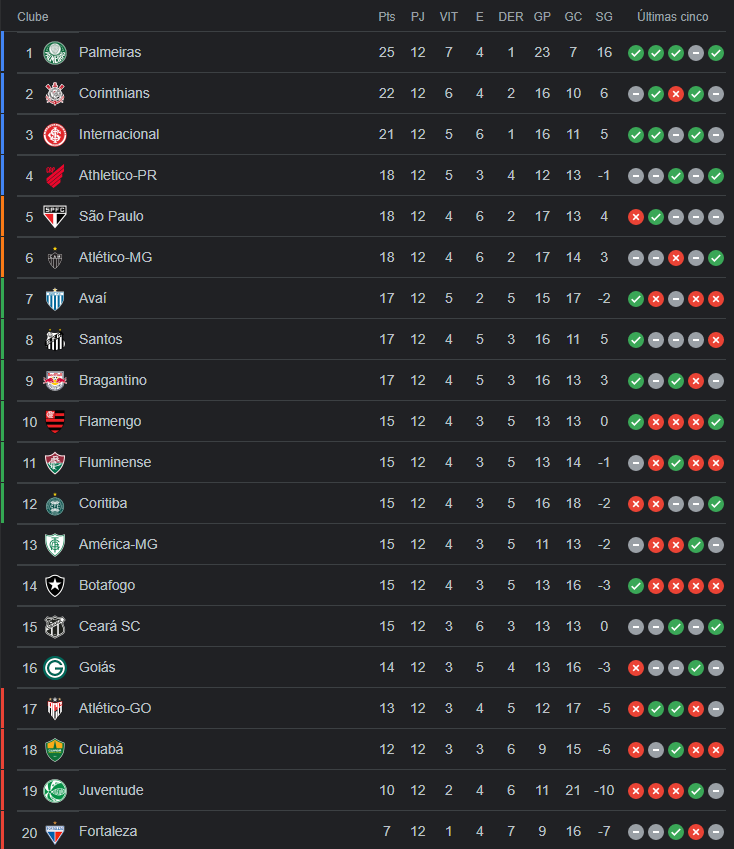 Clube Pts PJ VIT E DER GP GC SG Últimas cinco
1 Palmeiras 25 12 7 4 1 23 7 16
2 Corinthians 22 12 6 4 2 16 10 6
3 Internacional 21 12 5 6 1 16 11 5
4 Athletico-PR 18 12 5 3 4 12 13 -1
5 São Paulo 18 12 4 6 2 17 13 4
6 Atlético-MG 18 12 4 6 2 17 14 3
7 Avaí 17 12 5 2 5 15 17 -2
8 Santos 17 12 4 5 3 16 11 5
9 Bragantino 17 12 4 5 3 16 13 3
10 Flamengo 15 12 4 3 5 13 13 0
11 Fluminense 15 12 4 3 5 13 14 -1
12 Coritiba 15 12 4 3 5 16 18 -2
13 América-MG 15 12 4 3 5 11 13 -2
14 Botafogo 15 12 4 3 5 13 16 -3
15 Ceará SC 15 12 3 6 3 13 13 0
16 Goiás 14 12 3 5 4 13 16 -3
17 Atlético-GO 13 12 3 4 5 12 17 -5
18 Cuiabá 12 12 3 3 6 9 15 -6
19 Juventude 10 12 2 4 6 11 21 -10
20 Fortaleza 7 12 1 4 7 9 16 -7